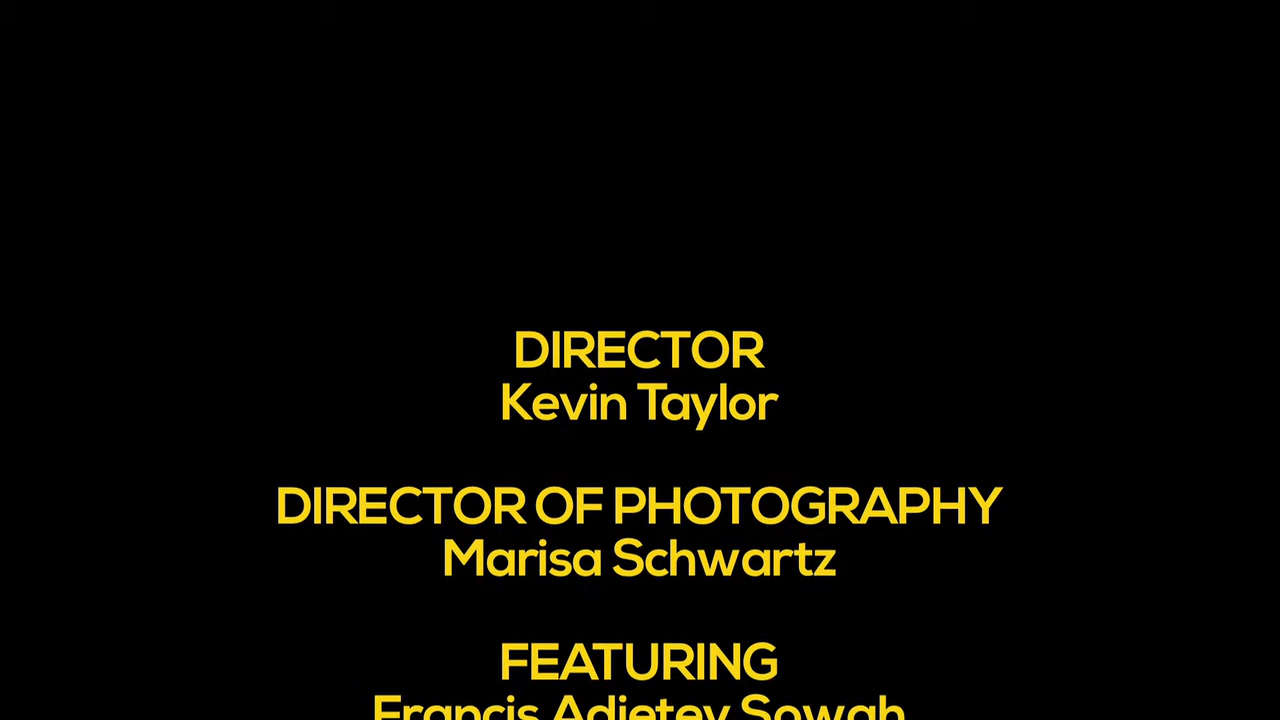 DIRECTOR
Kevin Taylor
DIRECTOR OF PHOTOGRAPHY
Marisa Schwartz
FEATURING
Francis Adjetey Sowah